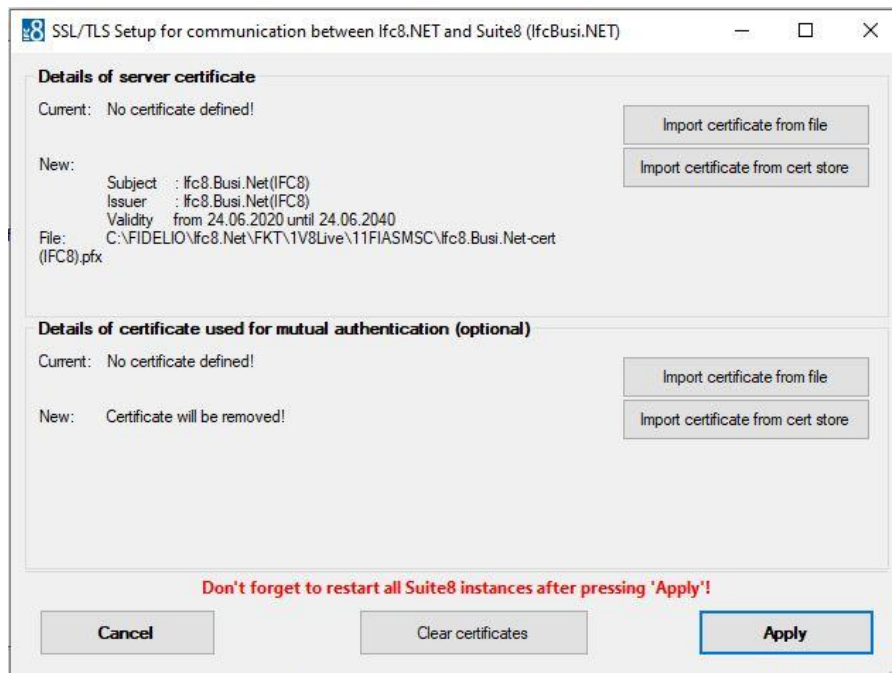 8 SSL/TLS Setup for communication between Ifc8.NET and Suite8 (IfcBusi.NET)
Details of server certificate
Current: No certificate defined!
Import certificate from file
Import certificate from cert store
New:
Subject : Ifc8.Busi.Net(IFC8)
Issuer : Ifc8.Busi.Net(IFC8)
Validity from 24.06.2020 until 24.06.2040
File: C:\FIDELIO\Ifc8.Net\FKT\1V8Live\11FIASMSC\Ifc8.Busi.Net-cert
(IFC8).pfx
Details of certificate used for mutual authentication (optional)
Current: No certificate defined!
Import certificate from file
New: Certificate will be removed!
Import certificate from cert store
Don't forget to restart all Suite8 instances after pressing 'Apply'!
Cancel
Clear certificates
Apply